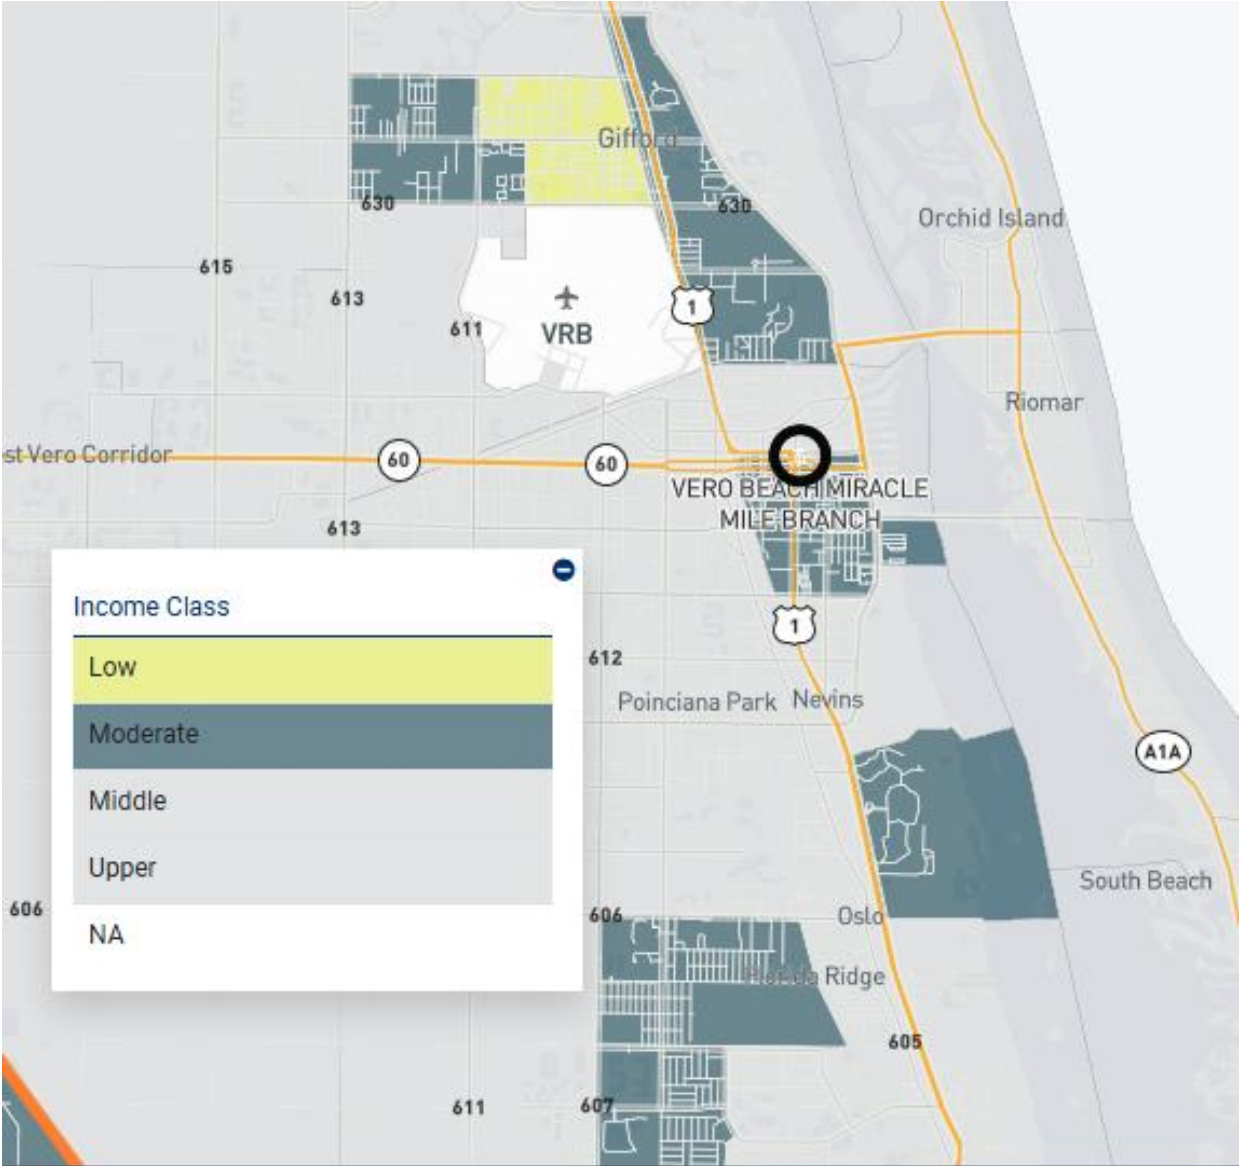 Gifford
630
630
Orchid Island
615
613
1
611
VRB
Riomar
st Vero Corridor
60
60
VERO BEACH MIRACLE
MILE BRANCH
613
Income Class
Low
Moderate
Middle
Upper
NA
1
612
Poinciana Park
Nevins
A1A
South Beach
606
606
Oslo
Florida Ridge
605
611
607